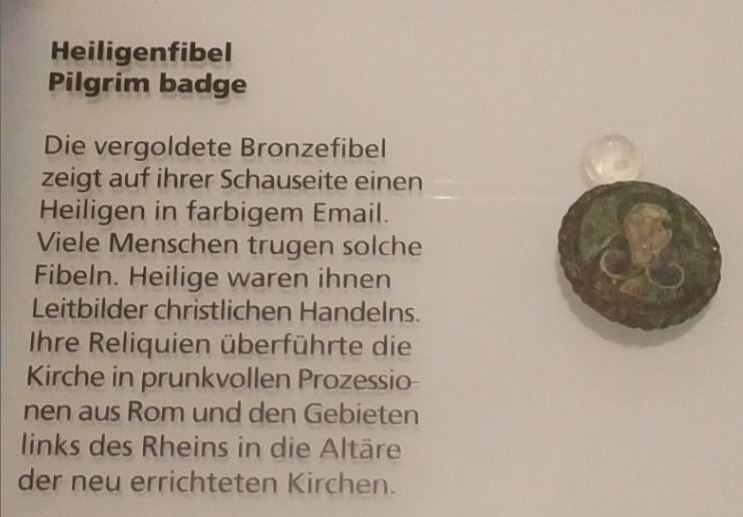 Heiligenfibel
Pilgrim badge
Die vergoldete Bronzefibel
zeigt auf ihrer Schauseite einen
Heiligen in farbigem Email.
Viele Menschen trugen solche
Fibeln. Heilige waren ihnen
Leitbilder christlichen Handelns.
Ihre Reliquien überführte die
Kirche in prunkvollen Prozessio-
nen aus Rom und den Gebieten
links des Rheins in die Altäre
der neu errichteten Kirchen.